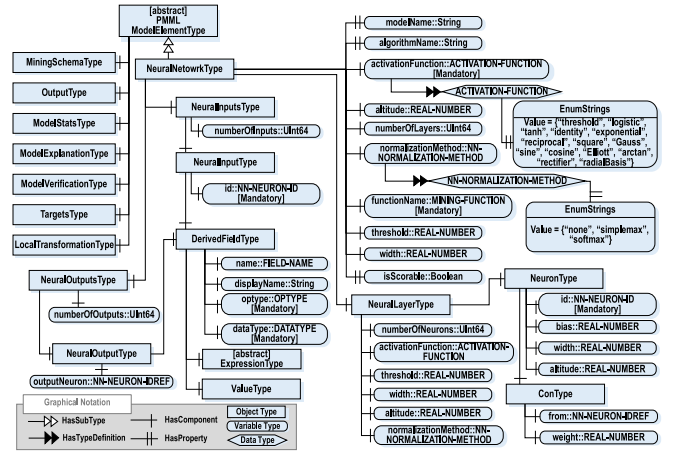 [abstract]
PMML
ModelElementType
NeuralNetowrkType
MiningSchemaType
OutputType
ModelStatsType
ModelExplanationType
ModelVerificationType
TargetsType
LocalTransformationType
NeuralInputsType
numberOfInputs::UInt64
NeuralInputType
id::NN-NEURON-ID
[Mandatory]
DerivedFieldType
name::FIELD-NAME
displayName::String
optype::OPTYPE
[Mandatory]
dataType::DATATYPE
[Mandatory]
[abstract]
ExpressionType
ValueType
NeuralOutputsType
numberOfOutputs::UInt64
NeuralOutputType
outputNeuron::NN-NEURON-IDREF
modelName::String
algorithmName::String
activationFunction::ACTIVATION-FUNCTION
[Mandatory]
ACTIVATION-FUNCTION
altitude::REAL-NUMBER
numberOfLayers::UInt64
normalizationMethod::NN-
NORMALIZATION-METHOD
NN-NORMALIZATION-METHOD
functionName::MINING-FUNCTION
[Mandatory]
threshold::REAL-NUMBER
width::REAL-NUMBER
isScorable::Boolean
EnumStrings
Value = {“threshold”, “logistic”,
“tanh”, “identity”, “exponential”,
“reciprocal”, “square”, “Gauss”,
“sine”, “cosine”, “Elliott”, “arctan”,
“rectifier”, “radialBasis”}
EnumStrings
Value = {“none”, “simplemax”,
“softmax”}
NeuralLayerType
numberOfNeurons::UInt64
activationFunction::ACTIVATION-
FUNCTION
threshold::REAL-NUMBER
width::REAL-NUMBER
altitude::REAL-NUMBER
normalizationMethod::NN-
NORMALIZATION-METHOD
NeuronType
id::NN-NEURON-ID
[Mandatory]
bias::REAL-NUMBER
width::REAL-NUMBER
altitude::REAL-NUMBER
ConType
from::NN-NEURON-IDREF
weight::REAL-NUMBER
Graphical Notation
HasSubType
HasComponent
Object Type
Variable Type
HasTypeDefinition
HasProperty
Data Type